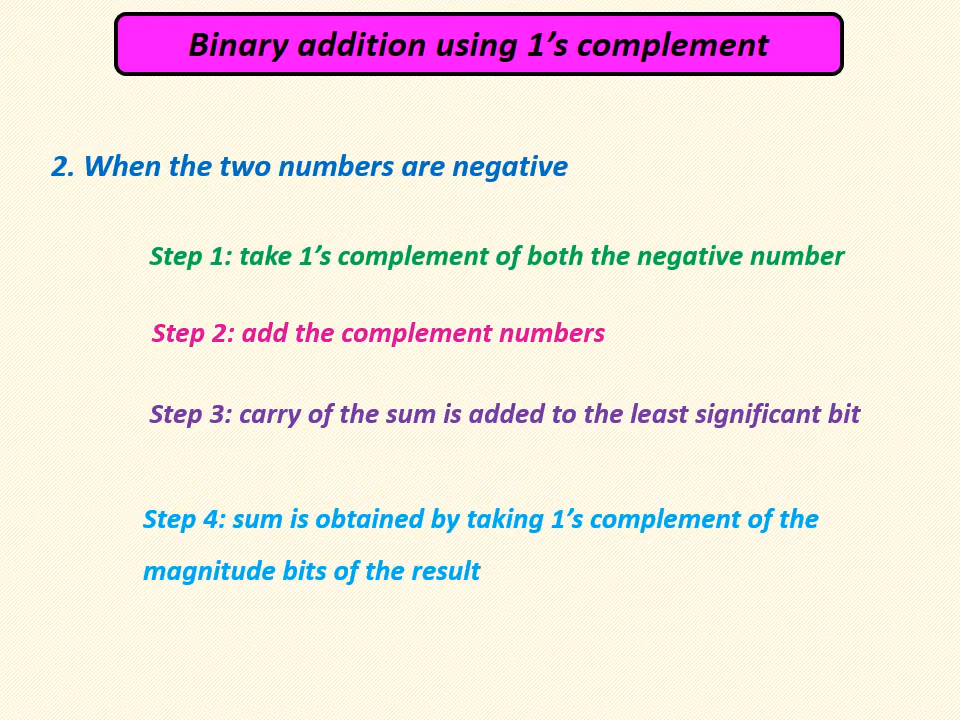 Binary addition using 1’s complement
2. When the two numbers are negative
Step 1: take 1’s complement of both the negative number
Step 2: add the complement numbers
Step 3: carry of the sum is added to the least significant bit
Step 4: sum is obtained by taking 1’s complement of the
magnitude bits of the result